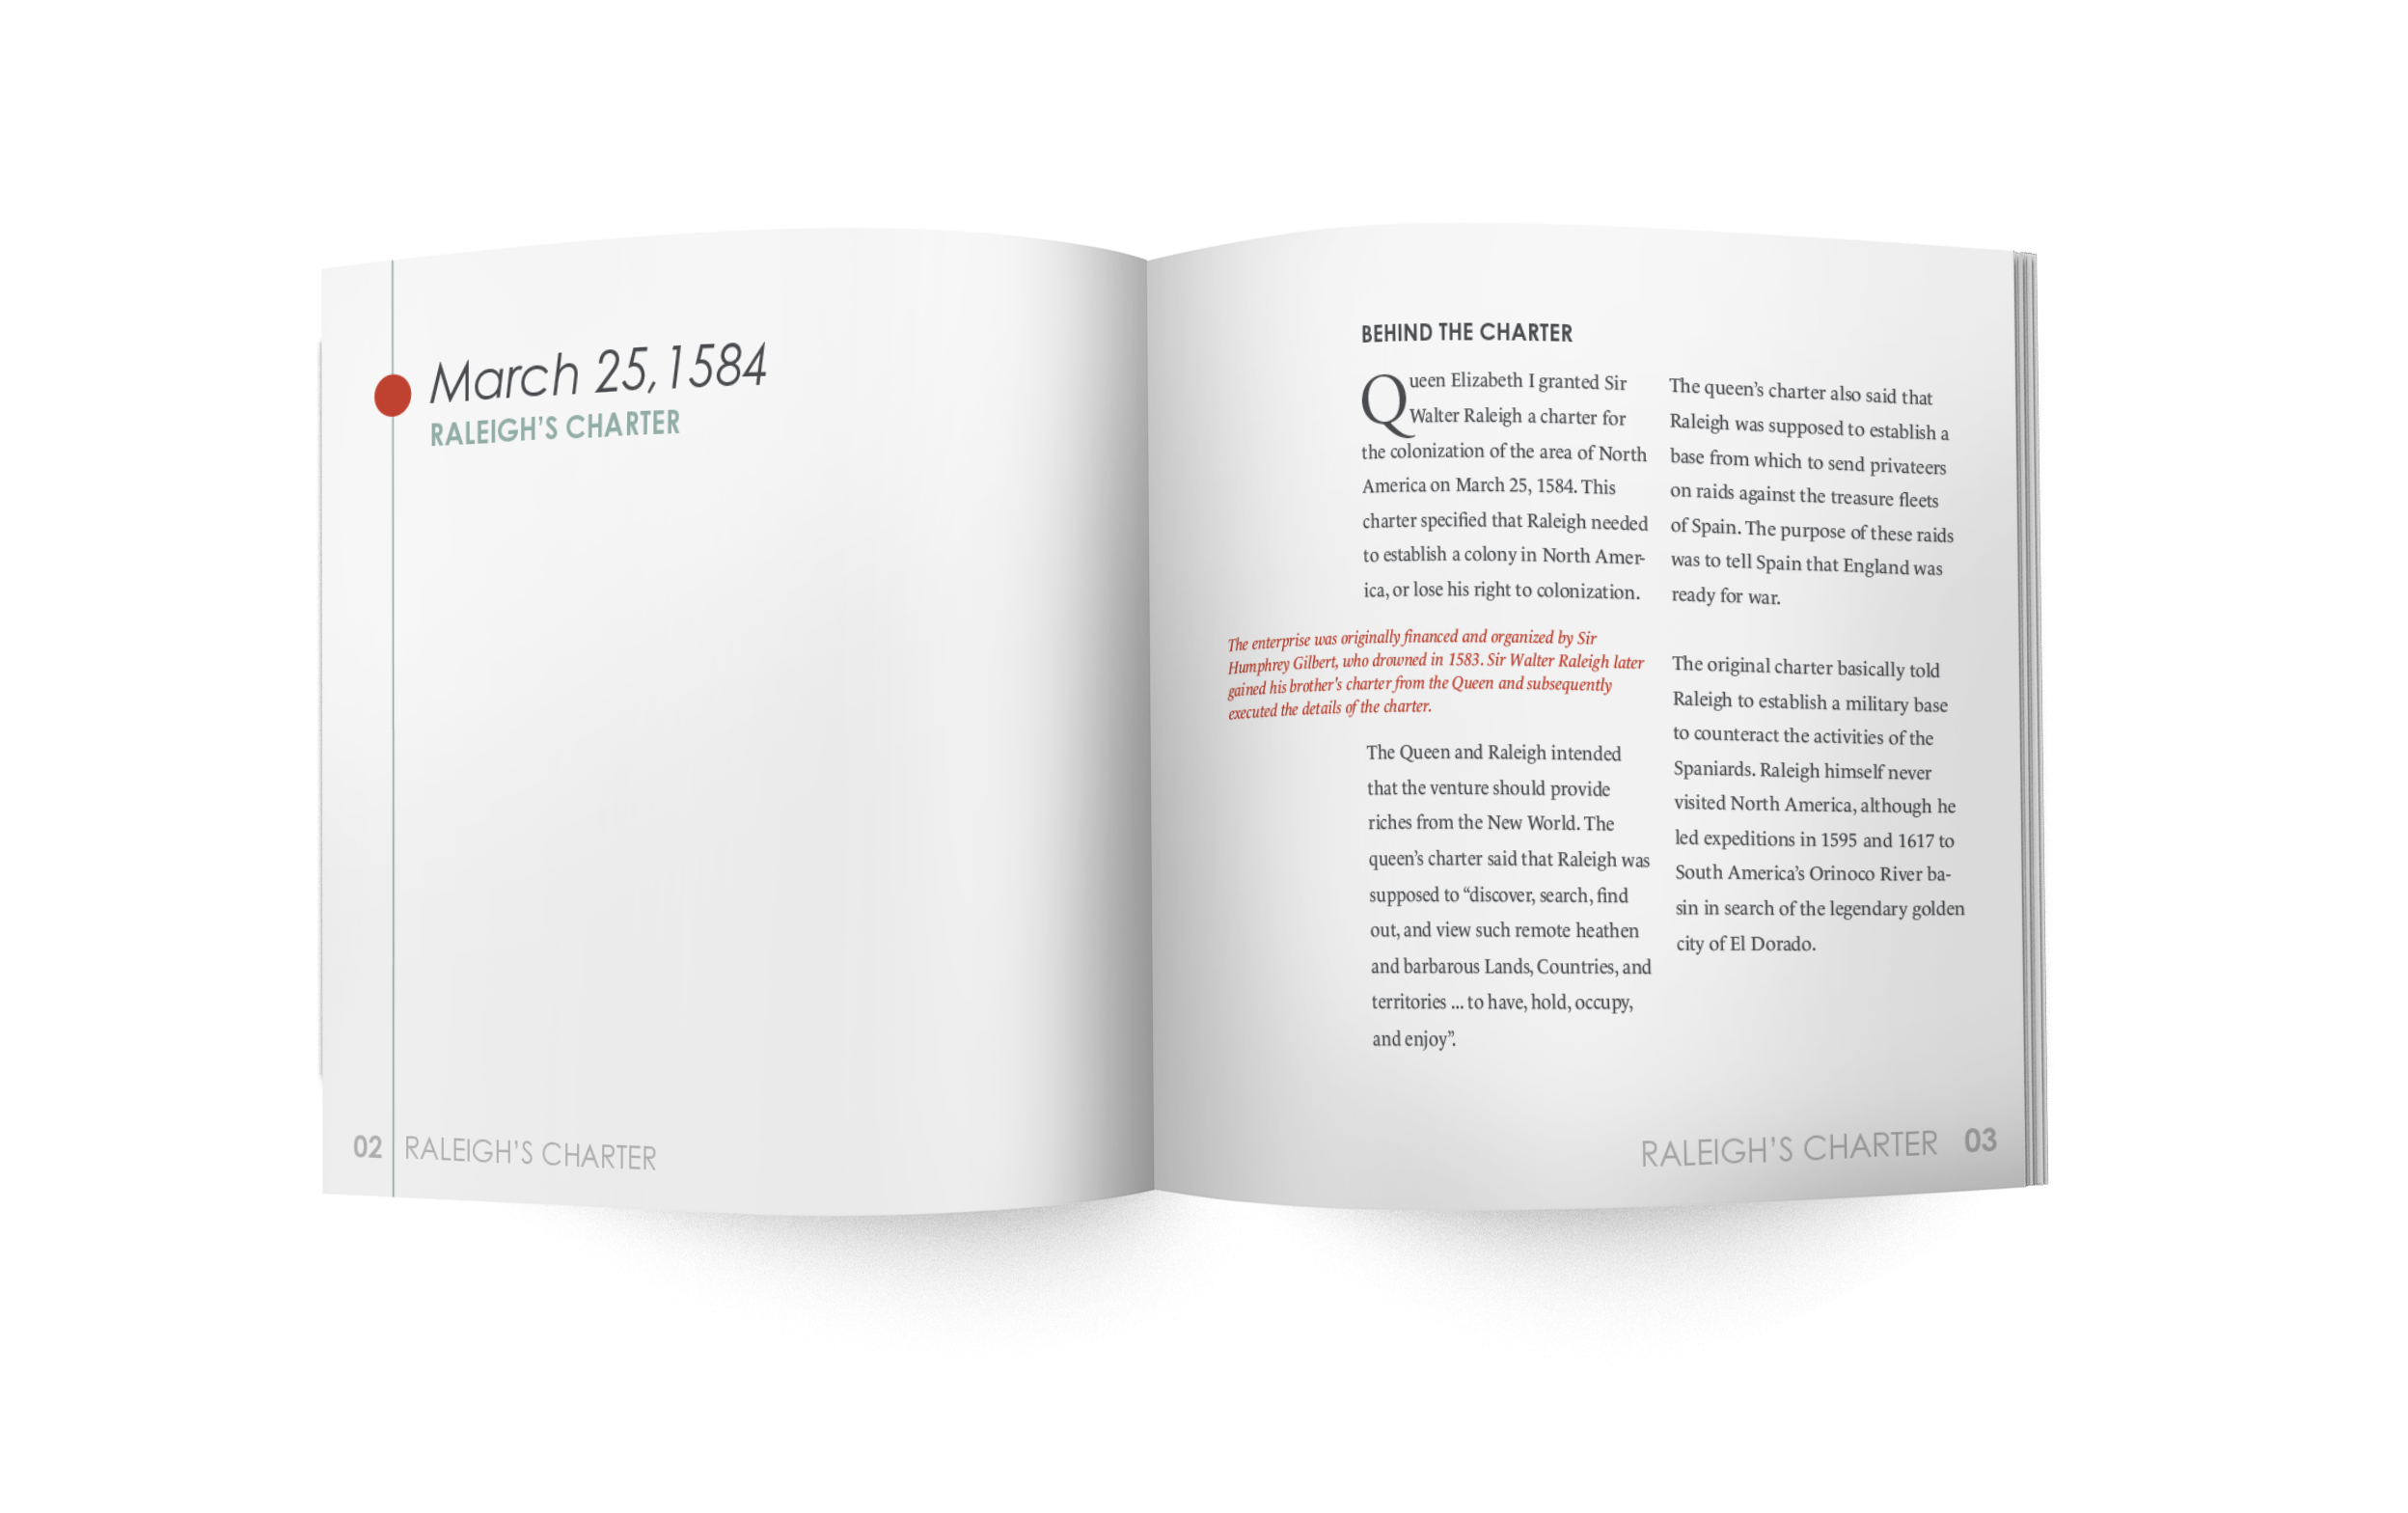 March 25, 1584
RALEIGH'S CHARTER
02 RALEIGH'S CHARTER
BEHIND THE CHARTER
Queen Elizabeth I granted Sir
Walter Raleigh a charter for
the colonization of the area of North
America on March 25, 1584. This
charter specified that Raleigh needed
to establish a colony in North Amer-
ica, or lose his right to colonization.
The enterprise was originally financed and organized by Sir
Humphrey Gilbert, who drowned in 1583. Sir Walter Raleigh later
gained his brother's charter from the Queen and subsequently
executed the details of the charter.
The Queen and Raleigh intended
that the venture should provide
riches from the New World. The
queen's charter said that Raleigh was
supposed to “discover, search, find
out, and view such remote heathen
and barbarous Lands, Countries, and
territories ... to have, hold, occupy,
and enjoy”.
The queen's charter also said that
Raleigh was supposed to establish a
base from which to send privateers
on raids against the treasure fleets
of Spain. The purpose of these raids
was to tell Spain that England was
ready for war.
The original charter basically told
Raleigh to establish a military base
to counteract the activities of the
Spaniards. Raleigh himself never
visited North America, although he
led expeditions in 1595 and 1617 to
South America's Orinoco River ba-
sin in search of the legendary golden
city of El Dorado.
RALEIGH'S CHARTER 03